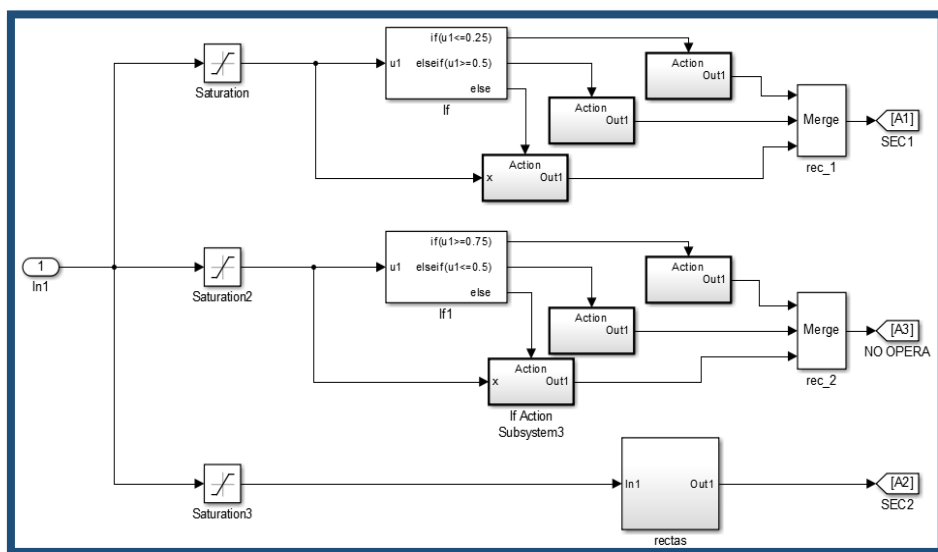 if(u1<=0.25)
u1
elseif(u1>=0.5)
else
If
Saturation
Action
Out1
Action
Out1
Action
x
Out1
Merge
rec_1
[A1]
SEC1
1
In1
Saturation2
if(u1>=0.75)
u1
elseif(u1<=0.5)
else
If1
Action
Out1
Action
Out1
Action
x
Out1
If Action
Subsystem3
Merge
rec_2
[A3]
NO OPERA
Saturation3
In1
Out1
rectas
[A2]
SEC2